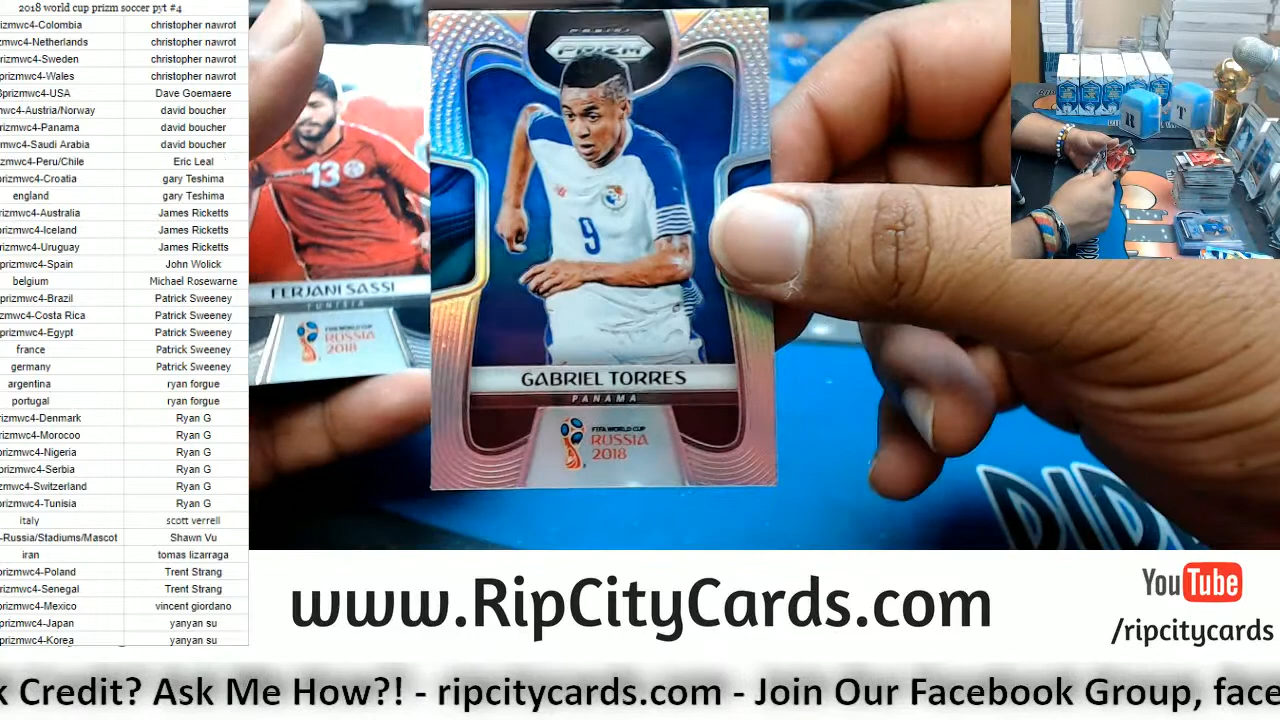 2018 world cup prizm soccer pyt #4
izmwc4-Colombia christopher nawrot
zmwc4-Netherlands christopher nawrot
rizmwc4-Sweden christopher nawrot
prizmwc4-Wales christopher nawrot
8prizmwc4-USA Dave Goemaere
nwc4-Austria/Norway david boucher
rizmwc4-Panama david boucher
mwc4-Saudi Arabia david boucher
zmwc4-Peru/Chile Eric Leal
rizmwc4-Croatia gary Teshima
england gary Teshima
izmwc4-Australia James Ricketts
rizmwc4-Iceland James Ricketts
rizmwc4-Uruguay James Ricketts
prizmwc4-Spain John Wolick
belgium Michael Rosewarne
prizmwc4-Brazil Patrick Sweeney
zmwc4-Costa Rica Patrick Sweeney
prizmwc4-Egypt Patrick Sweeney
france Patrick Sweeney
germany Patrick Sweeney
argentina ryan forgue
portugal ryan forgue
rizmwc4-Denmark Ryan G
rizmwc4-Morocoo Ryan G
rizmwc4-Nigeria Ryan G
rizmwc4-Serbia Ryan G
zmwc4-Switzerland Ryan G
rizmwc4-Tunisia Ryan G
italy scott verrell
-Russia/Stadiums/Mascot Shawn Vu
iran tomas lizarraga
rizmwc4-Poland Trent Strang
rizmwc4-Senegal Trent Strang
rizmwc4-Mexico vincent giordano
prizmwc4-Japan yanyan su
prizmwc4-Korea yanyan su
PANINI
PRIZM
9
GABRIEL TORRES
PANAMA
FIFA WORLD CUP
RUSSIA
2018
13
FERJANI SASSI
TUNISIA
FIFA WORLD CUP
RUSSIA
2018
www.RipCityCards.com
YouTube
/ripcitycards
k Credit? Ask Me How?! - ripcitycards.com - Join Our Facebook Group, face